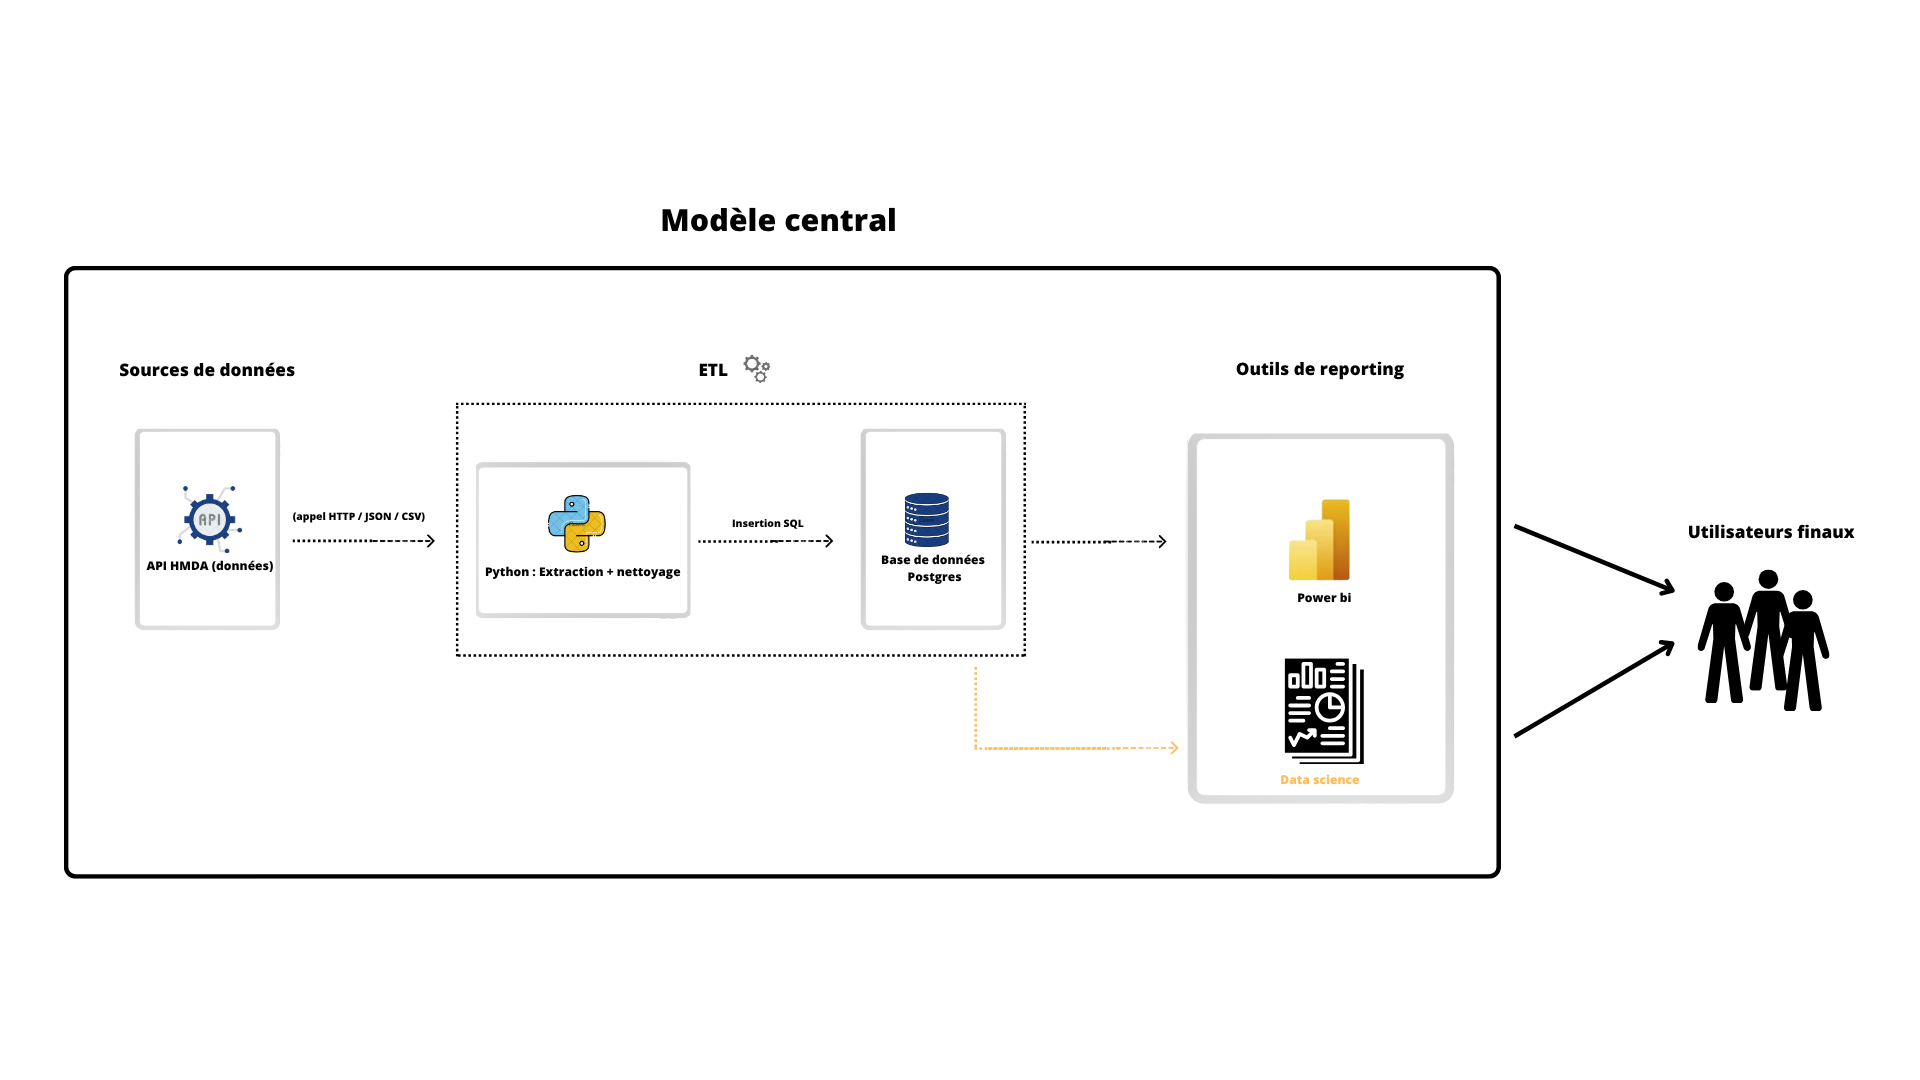 Modèle central
Sources de données
ETL
Outils de reporting
API
API HMDA (données)
(appel HTTP / JSON / CSV)
Python : Extraction + nettoyage
Insertion SQL
Base de données
Postgres
Power bi
Data science
Utilisateurs finaux